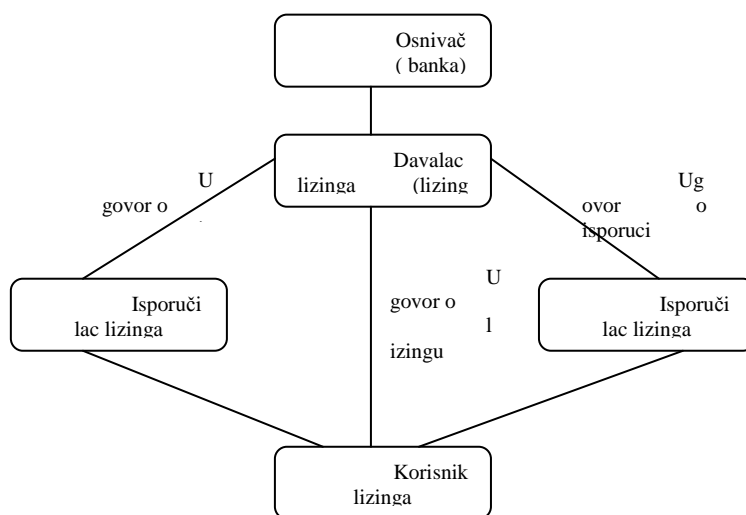 Osnivač
( banka)
Davalac
lizinga (lizing
U
govor o
Ug
ovor o
isporuci
Isporuči
lac lizinga
U
govor o
l
izingu
Isporuči
lac lizinga
Korisnik
lizinga